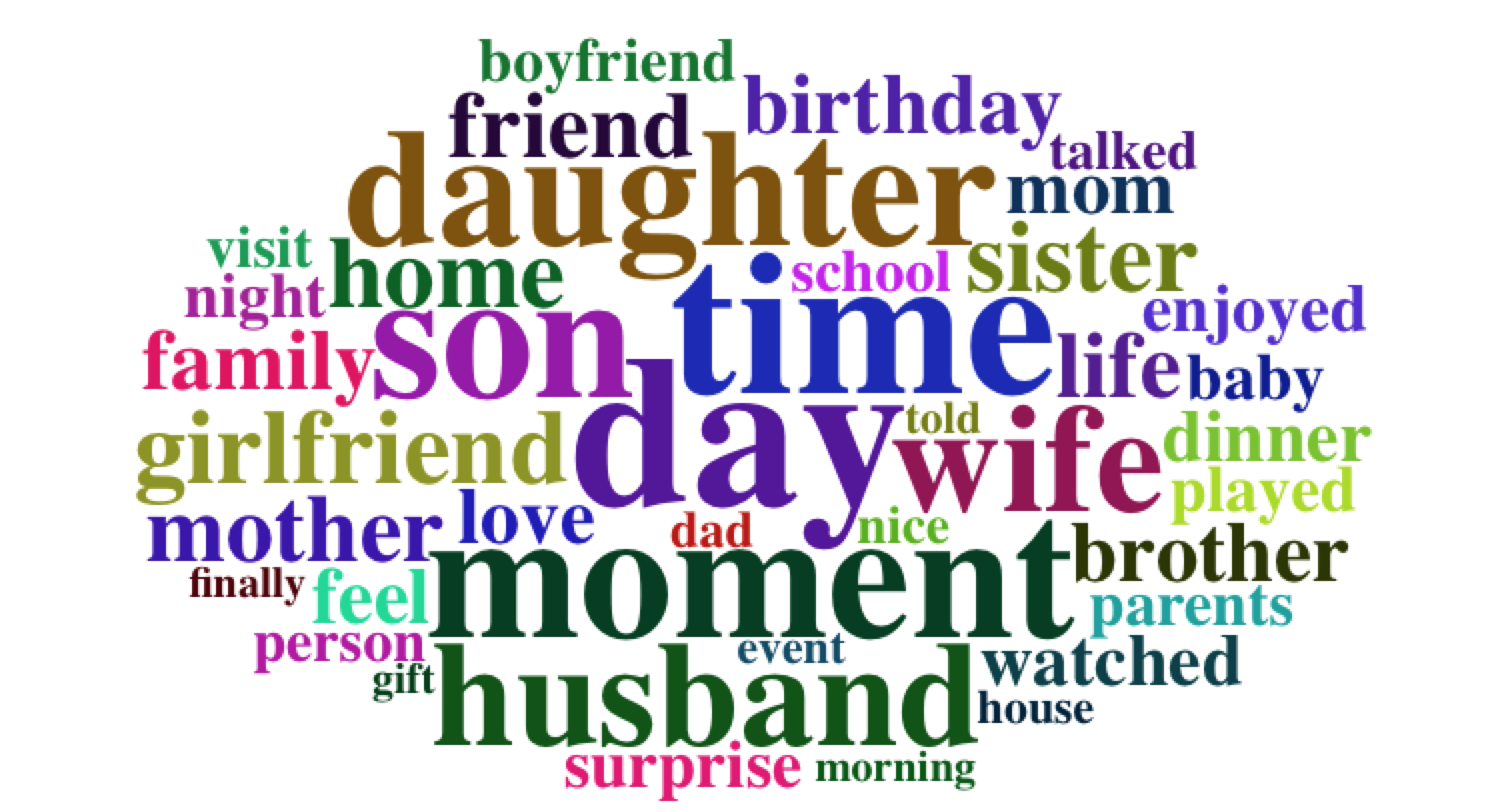 boyfriend
birthday
friend
talked
daughter
mom
visit
home
school
sister
night
son
time
enjoyed
family
life
baby
girlfriend
day
told
wife
dinner
played
mother
love
dad
nice
brother
finally
feel
moment
parents
person
event
watched
gift
husband
house
surprise
morning